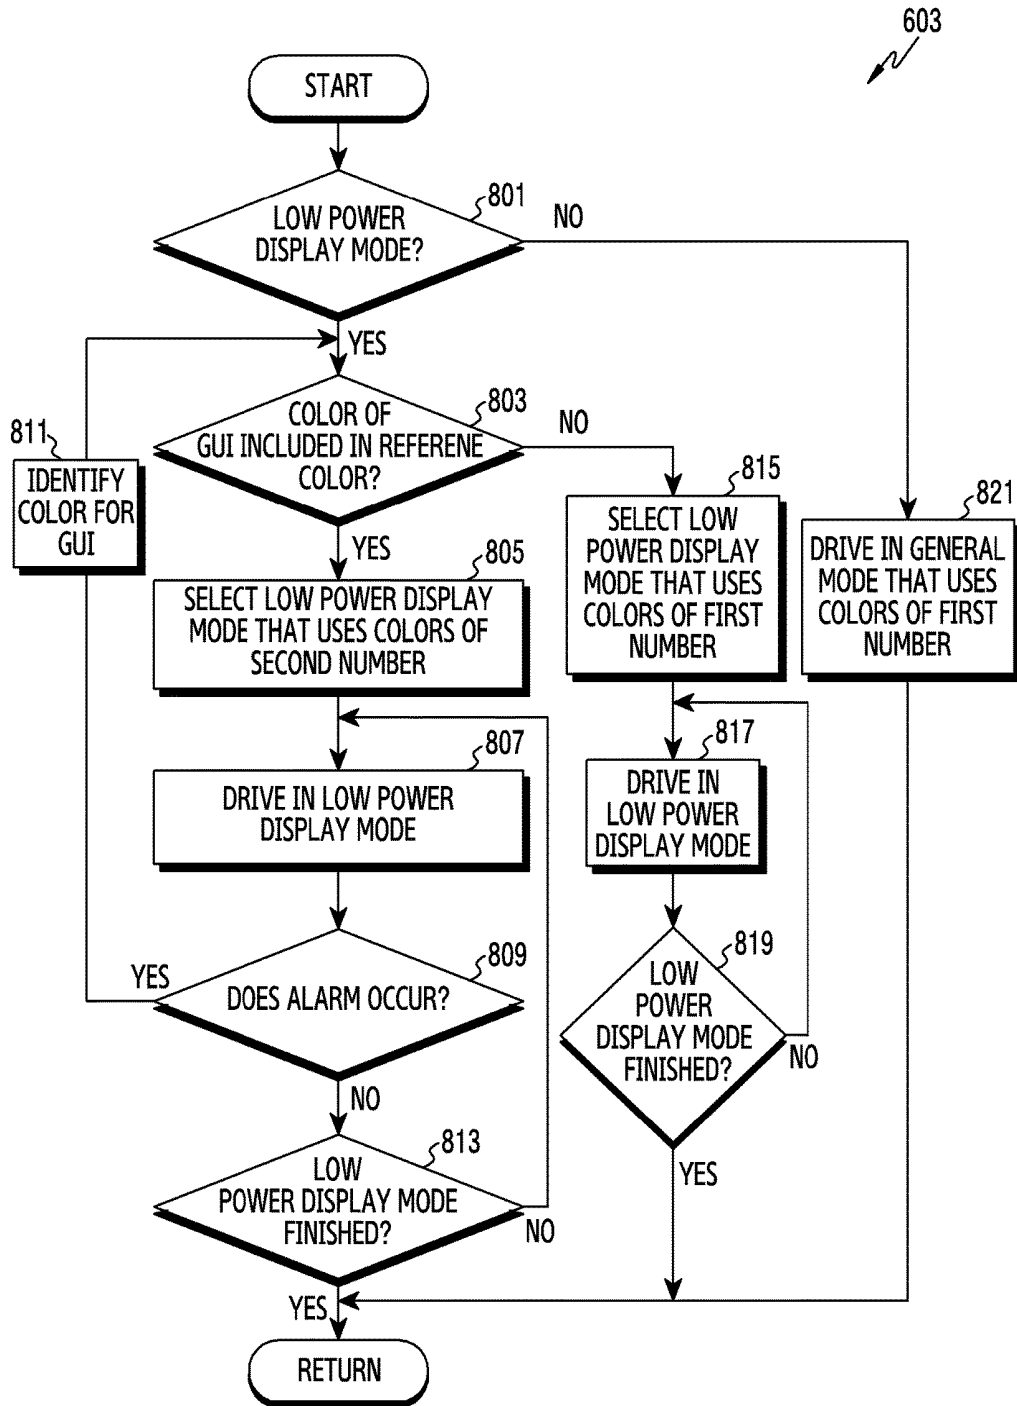 603
START
801
LOW POWER
DISPLAY MODE?
NO
YES
803
COLOR OF
GUI INCLUDED IN REFERENE
COLOR?
NO
YES
811
IDENTIFY
COLOR FOR
GUI
805
SELECT LOW POWER DISPLAY
MODE THAT USES COLORS OF
SECOND NUMBER
815
SELECT LOW
POWER DISPLAY
MODE THAT USES
COLORS OF FIRST
NUMBER
821
DRIVE IN GENERAL
MODE THAT USES
COLORS OF FIRST
NUMBER
807
DRIVE IN LOW POWER
DISPLAY MODE
817
DRIVE IN
LOW POWER
DISPLAY MODE
809
DOES ALARM OCCUR?
YES
NO
819
LOW
POWER
DISPLAY MODE
FINISHED?
NO
YES
813
LOW
POWER DISPLAY MODE
FINISHED?
NO
YES
RETURN